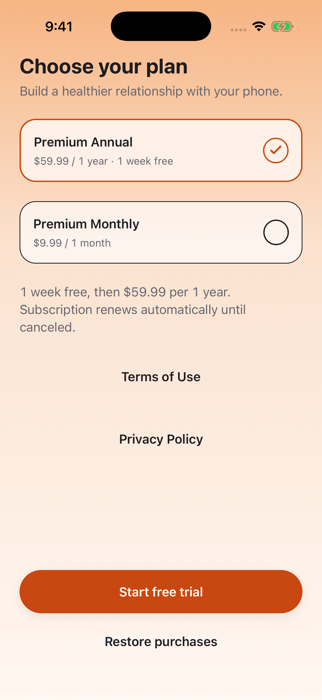 9:41
Choose your plan
Build a healthier relationship with your phone.
Premium Annual
$59.99 / 1 year · 1 week free
Premium Monthly
$9.99 / 1 month
1 week free, then $59.99 per 1 year.
Subscription renews automatically until
canceled.
Terms of Use
Privacy Policy
Start free trial
Restore purchases